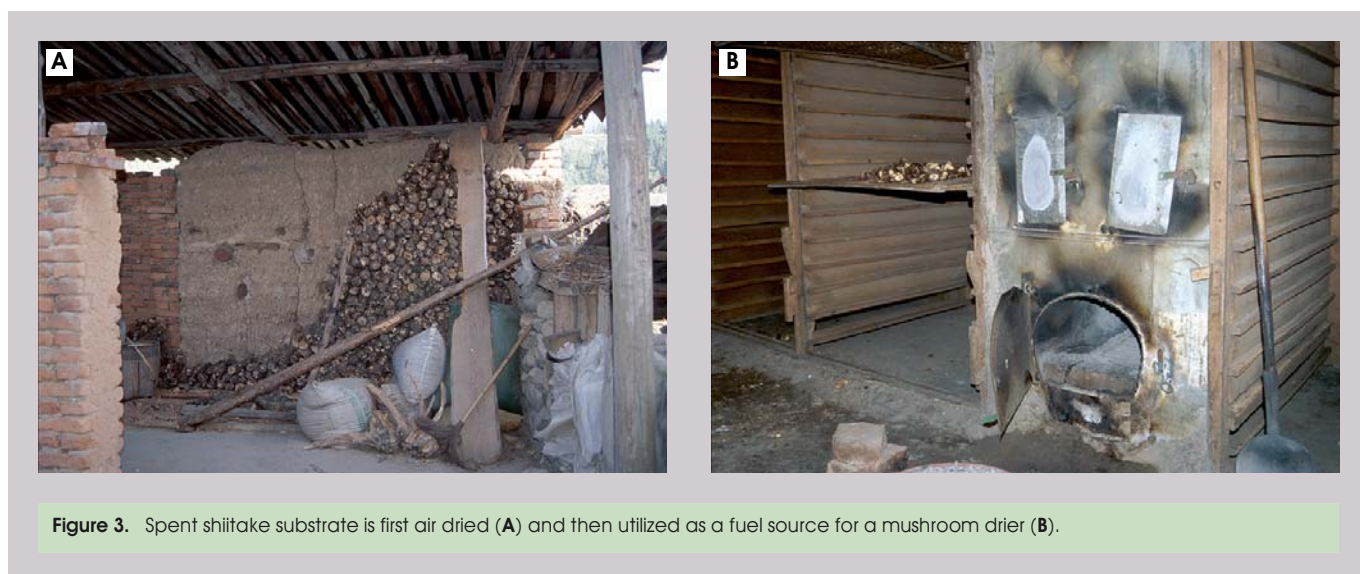 A
B
Figure 3. Spent shiitake substrate is first air dried (A) and then utilized as a fuel source for a mushroom drier (B).